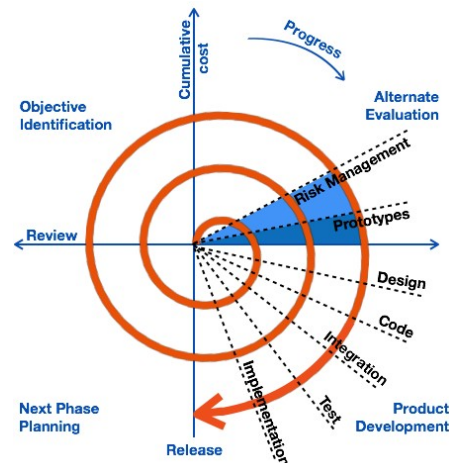 Cumulative
cost
Progress
Objective
Identification
Alternate
Evaluation
Risk Management
Prototypes
Review
Design
Code
Integration
Test
Implementation
Next Phase
Planning
Product
Development
Release